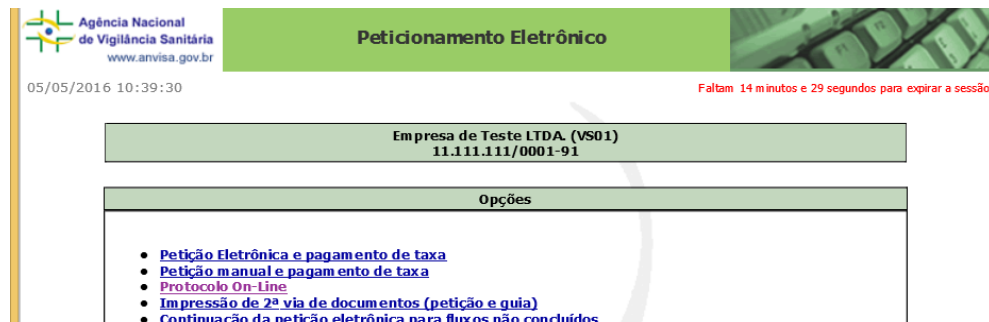 Agência Nacional
de Vigilância Sanitária
www.anvisa.gov.br
Peticionamento Eletrônico
05/05/2016 10:39:30
Faltam 14 minutos e 29 segundos para expirar a sessão
Empresa de Teste LTDA. (VS01)
11.111.111/0001-91
Opções
Petição Eletrônica e pagamento de taxa
Petição manual e pagamento de taxa
Protocolo On-Line
Impressão de 2ª via de documentos (petição e guia)
Continuação da petição eletrônica para fluxos não concluídos